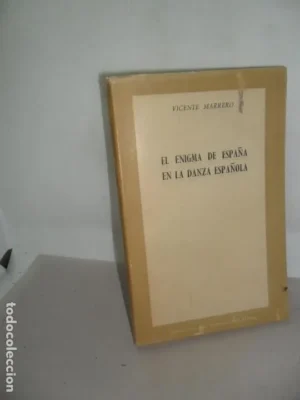 VICENTE MARRERO
EL ENIGMA DE ESPAÑA
EN LA DANZA ESPAÑOLA
todocoleccion